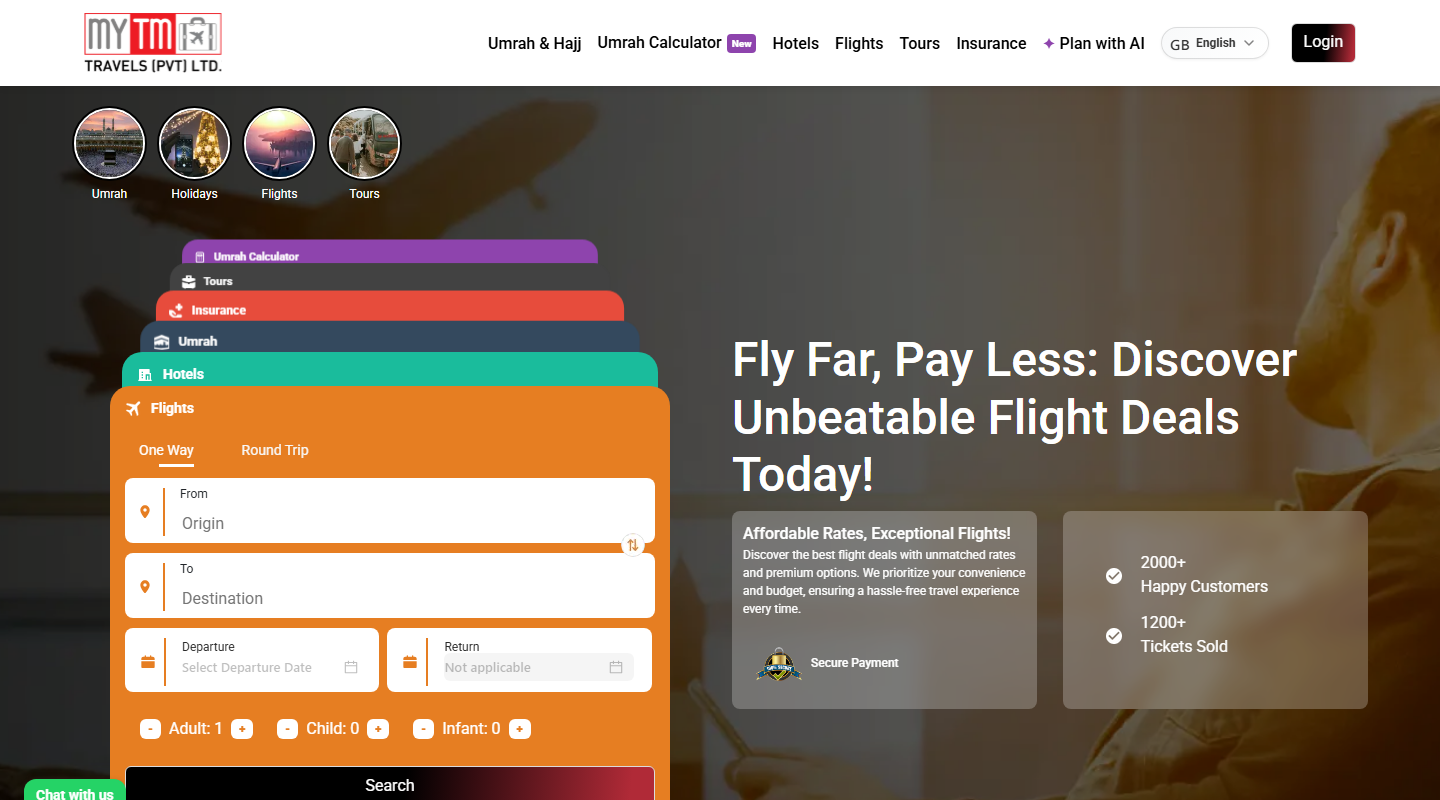 MYTM
TRAVELS (PVT) LTD.
Umrah & Hajj
Umrah Calculator New
Hotels
Flights
Tours
Insurance
Plan with AI
GB English
Login
Umrah
Holidays
Flights
Tours
Umrah Calculator
Tours
Insurance
Umrah
Hotels
Flights
One Way
Round Trip
From
Origin
To
Destination
Departure
Select Departure Date
Return
Not applicable
- Adult: 1 +
- Child: 0 +
- Infant: 0 +
Search
Chat with us
Fly Far, Pay Less: Discover
Unbeatable Flight Deals
Today!
Affordable Rates, Exceptional Flights!
Discover the best flight deals with unmatched rates
and premium options. We prioritize your convenience
and budget, ensuring a hassle-free travel experience
every time.
Secure Payment
2000+
Happy Customers
1200+
Tickets Sold